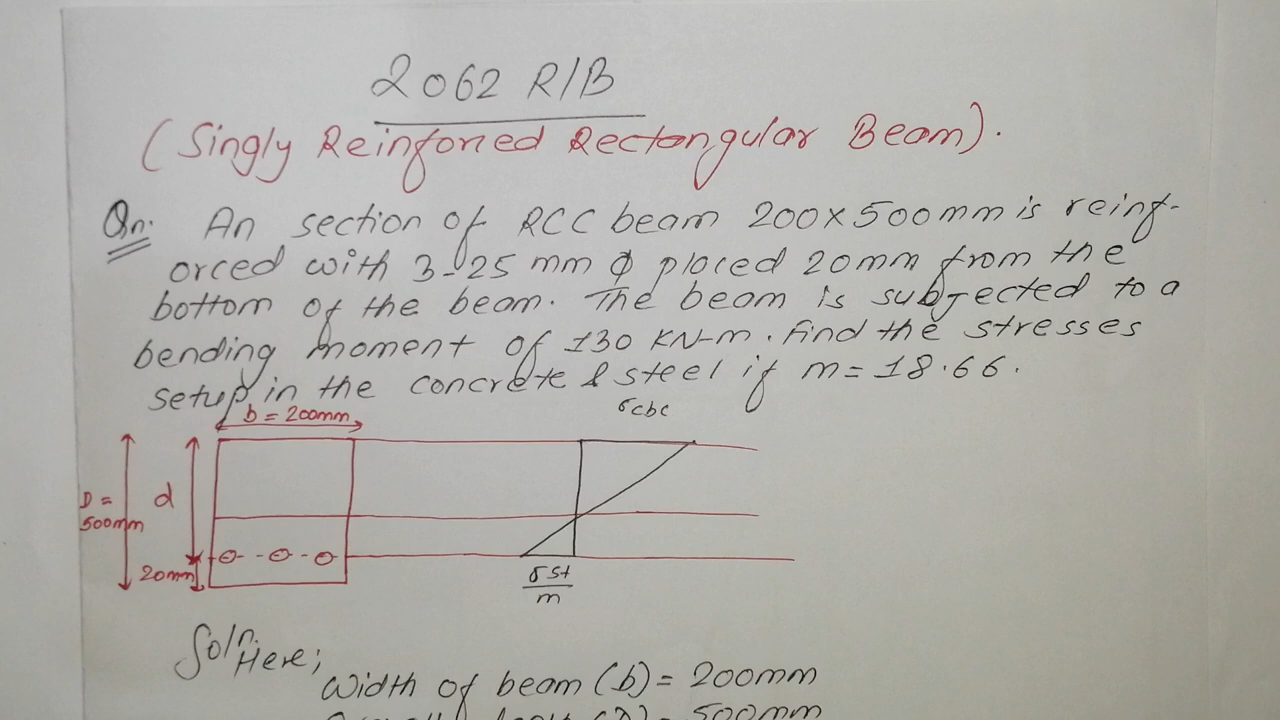 2062 R/B
(Singly Reinforced Rectangular Beam).
Qn. An section of RCC beam 200x500mm is reinf-
orced with 3-25 mm φ placed 20mm from the
bottom of the beam. The beam is subjected to a
bending moment of 130 KN-m. find the stresses
setup in the concrete & steel if m=18.66.
σcbc
b = 200mm
D =
500mm
d
20mm
σst
m
Soln.
Here;
Width of beam (b) = 200mm
(D) = 500mm